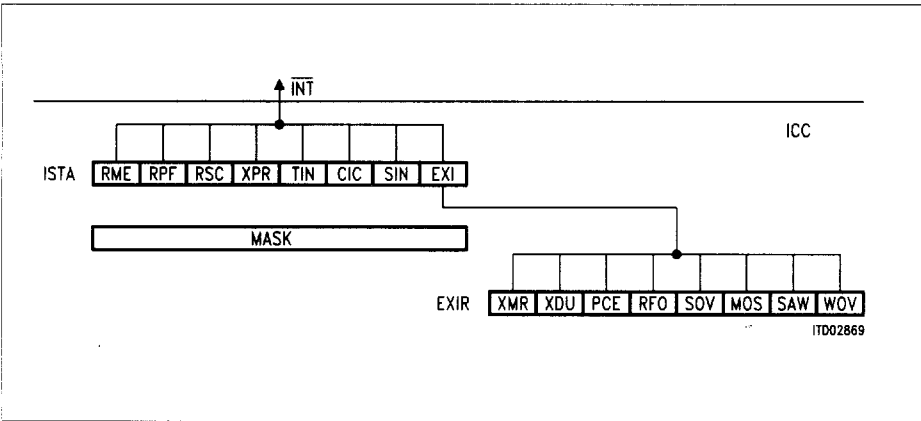 INT
ICC
ISTA RME RPF RSC XPR TIN CIC SIN EXI
MASK
EXIR XMR XDU PCE RFO SOV MOS SAW WOV
ITD02869